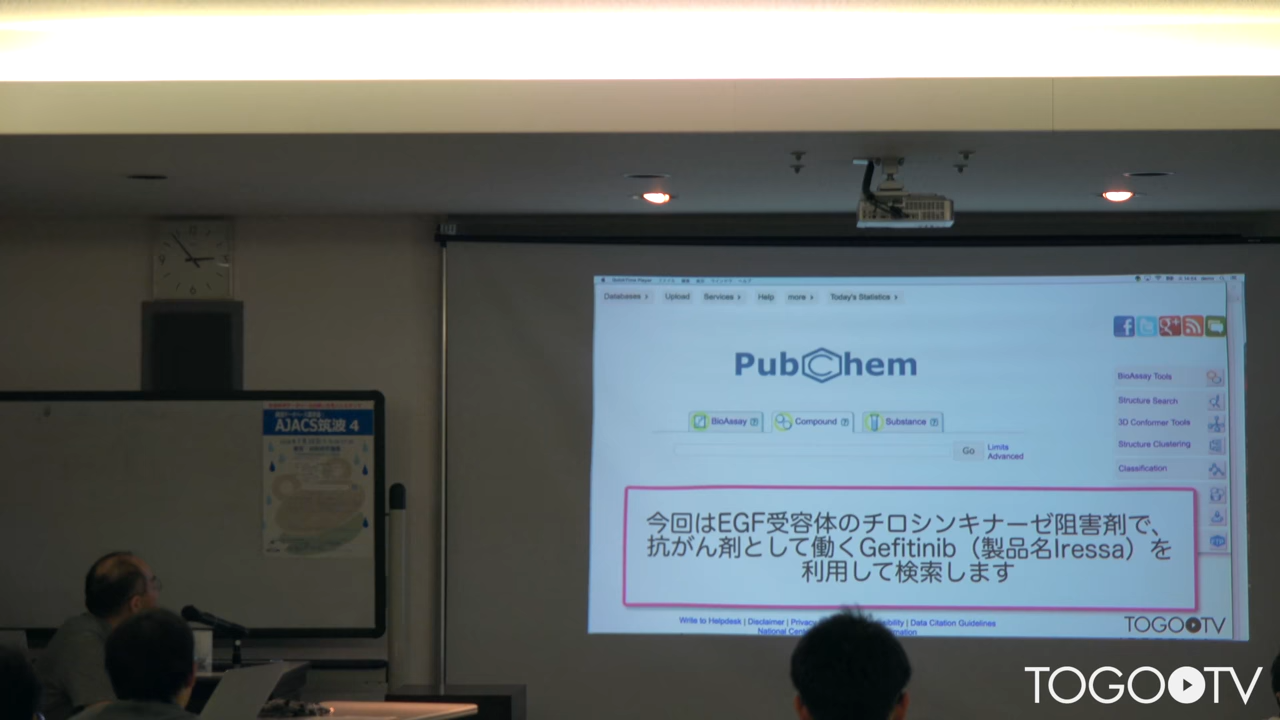 Databases
Upload
Services
Help
more
Today's Statistics
PubChem
BioAssay
Compound
Substance
Go
Limits
Advanced
BioAssay Tools
Structure Search
3D Conformer Tools
Structure Clustering
Classification
今回はEGF受容体のチロシンキナーゼ阻害剤で、
抗がん剤として働くGefitinib（製品名Iressa）を
利用して検索します
Write to Helpdesk | Disclaimer | Privacy
| Data Citation Guidelines
National
TOGOTV
AJACS筑波 4
TOGOTV